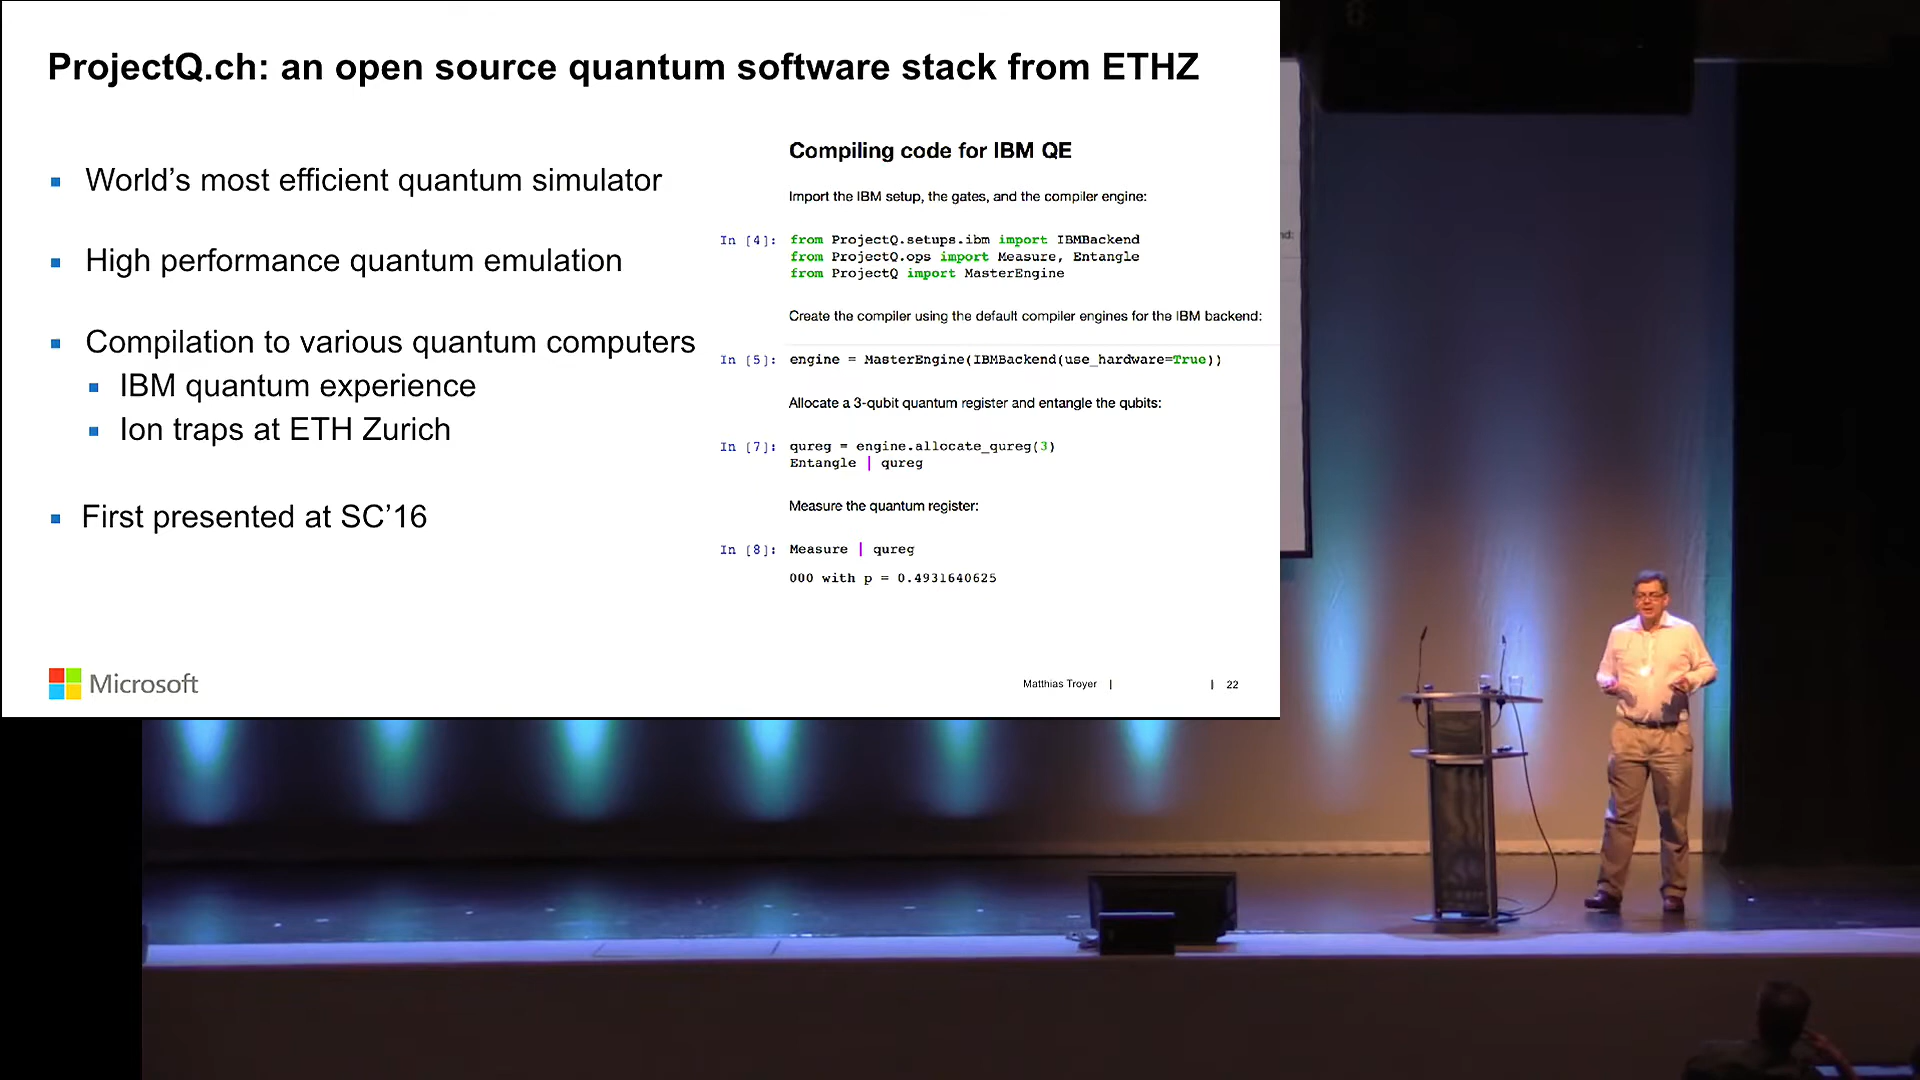 ProjectQ.ch: an open source quantum software stack from ETHZ
World's most efficient quantum simulator
High performance quantum emulation
Compilation to various quantum computers
IBM quantum experience
Ion traps at ETH Zurich
First presented at SC'16
Compiling code for IBM QE
Import the IBM setup, the gates, and the compiler engine:
In [4]: from ProjectQ.setups.ibm import IBMBackend
from ProjectQ.ops import Measure, Entangle
from ProjectQ import MasterEngine
Create the compiler using the default compiler engines for the IBM backend:
In [5]: engine = MasterEngine(IBMBackend(use_hardware=True))
Allocate a 3-qubit quantum register and entangle the qubits:
In [7]: qureg = engine.allocate_qureg(3)
Entangle | qureg
Measure the quantum register:
In [8]: Measure | qureg
000 with p = 0.4931640625
Microsoft
Matthias Troyer | | 22